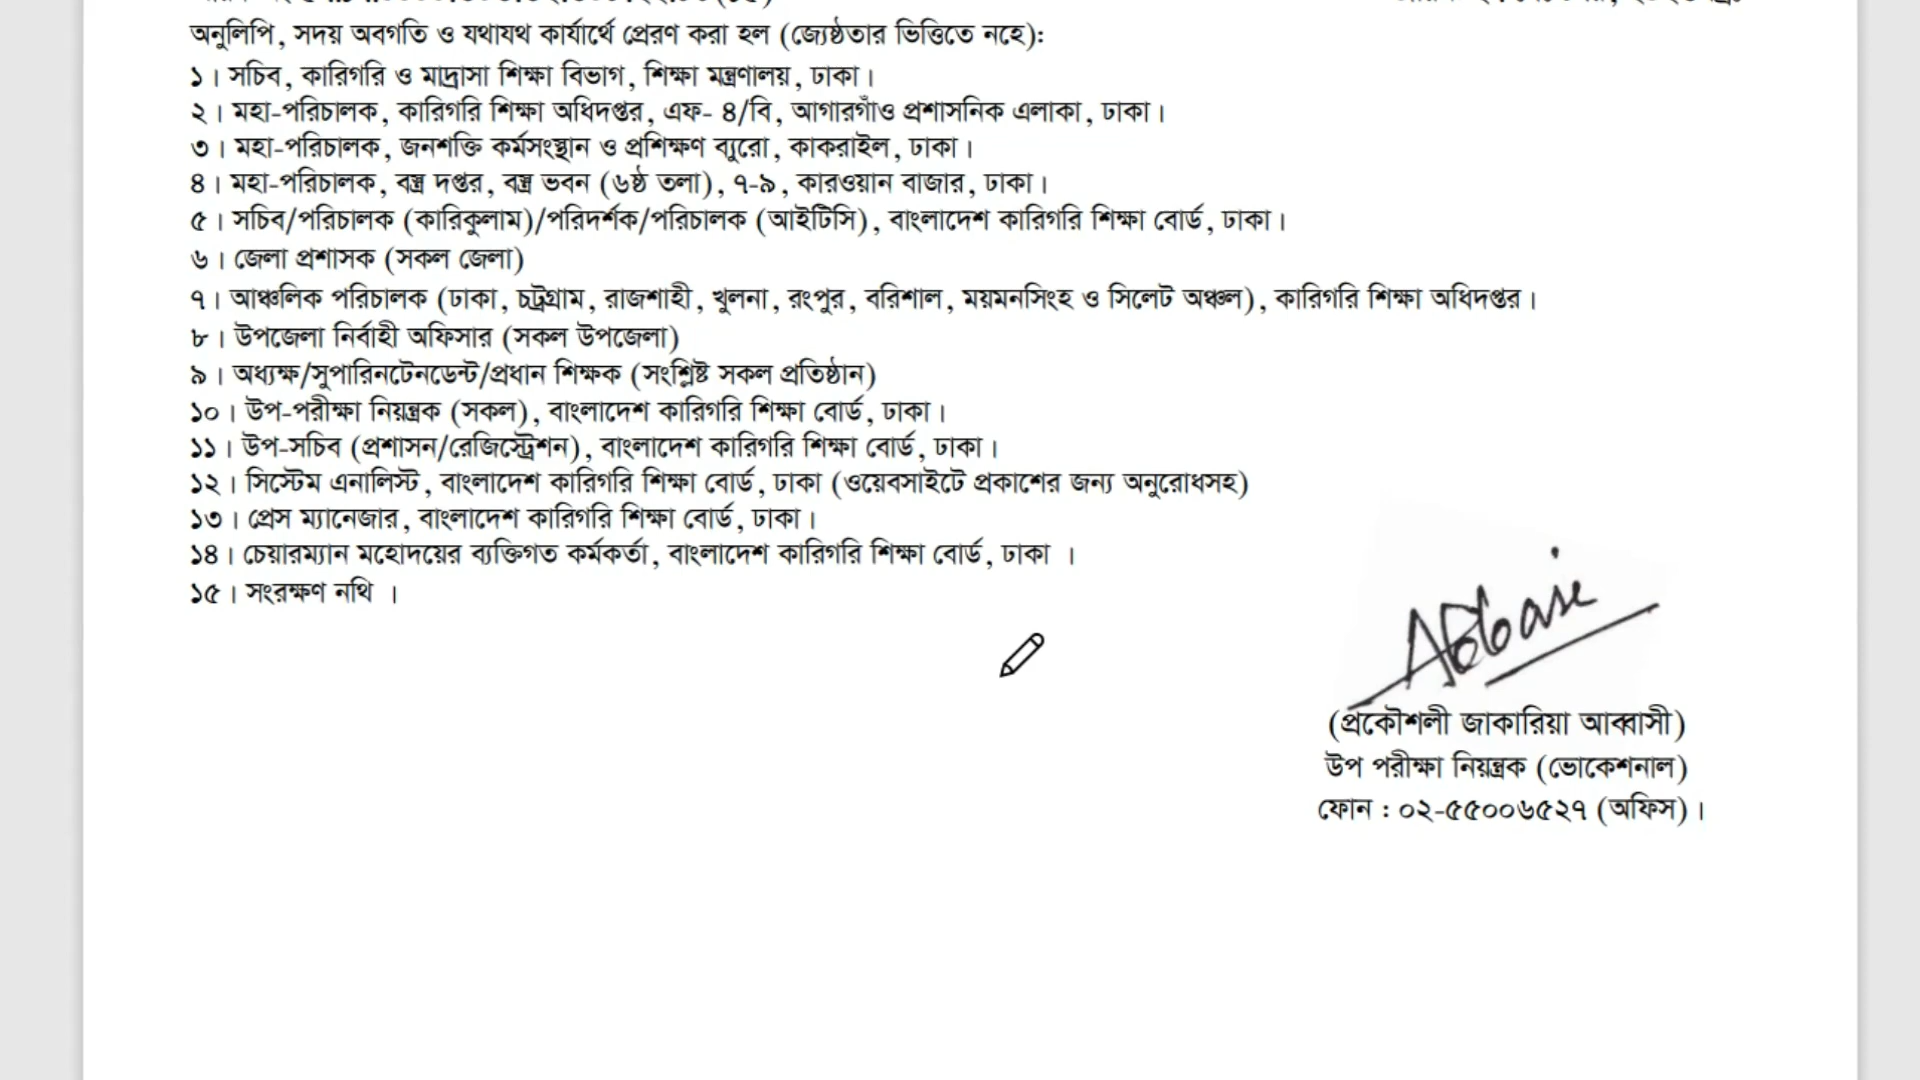 অনুলিপি, সদয় অবগতি ও যথাযথ কার্যার্থে প্রেরণ করা হল (জ্যেষ্ঠতার ভিত্তিতে নহে):
১। সচিব, কারিগরি ও মাদ্রাসা শিক্ষা বিভাগ, শিক্ষা মন্ত্রণালয়, ঢাকা।
২। মহা-পরিচালক, কারিগরি শিক্ষা অধিদপ্তর, এফ- ৪/বি, আগারগাঁও প্রশাসনিক এলাকা, ঢাকা।
৩। মহা-পরিচালক, জনশক্তি কর্মসংস্থান ও প্রশিক্ষণ ব্যুরো, কাকরাইল, ঢাকা।
৪। মহা-পরিচালক, বস্ত্র দপ্তর, বস্ত্র ভবন (৬ষ্ঠ তলা), ৭-৯, কারওয়ান বাজার, ঢাকা।
৫। সচিব/পরিচালক (কারিকুলাম)/পরিদর্শক/পরিচালক (আইটিসি), বাংলাদেশ কারিগরি শিক্ষা বোর্ড, ঢাকা।
৬। জেলা প্রশাসক (সকল জেলা)
৭। আঞ্চলিক পরিচালক (ঢাকা, চট্রগ্রাম, রাজশাহী, খুলনা, রংপুর, বরিশাল, ময়মনসিংহ ও সিলেট অঞ্চল), কারিগরি শিক্ষা অধিদপ্তর।
৮। উপজেলা নির্বাহী অফিসার (সকল উপজেলা)
৯। অধ্যক্ষ/সুপারিনটেনডেন্ট/প্রধান শিক্ষক (সংশ্লিষ্ট সকল প্রতিষ্ঠান)
১০। উপ-পরীক্ষা নিয়ন্ত্রক (সকল), বাংলাদেশ কারিগরি শিক্ষা বোর্ড, ঢাকা।
১১। উপ-সচিব (প্রশাসন/রেজিস্ট্রেশন), বাংলাদেশ কারিগরি শিক্ষা বোর্ড, ঢাকা।
১২। সিস্টেম এনালিস্ট, বাংলাদেশ কারিগরি শিক্ষা বোর্ড, ঢাকা (ওয়েবসাইটে প্রকাশের জন্য অনুরোধসহ)
১৩। প্রেস ম্যানেজার, বাংলাদেশ কারিগরি শিক্ষা বোর্ড, ঢাকা।
১৪। চেয়ারম্যান মহোদয়ের ব্যক্তিগত কর্মকর্তা, বাংলাদেশ কারিগরি শিক্ষা বোর্ড, ঢাকা ।
১৫। সংরক্ষণ নথি ।
Abbasi
(প্রকৌশলী জাকারিয়া আব্বাসী)
উপ পরীক্ষা নিয়ন্ত্রক (ভোকেশনাল)
ফোন : ০২-৫৫০০৬৫২৭ (অফিস)।